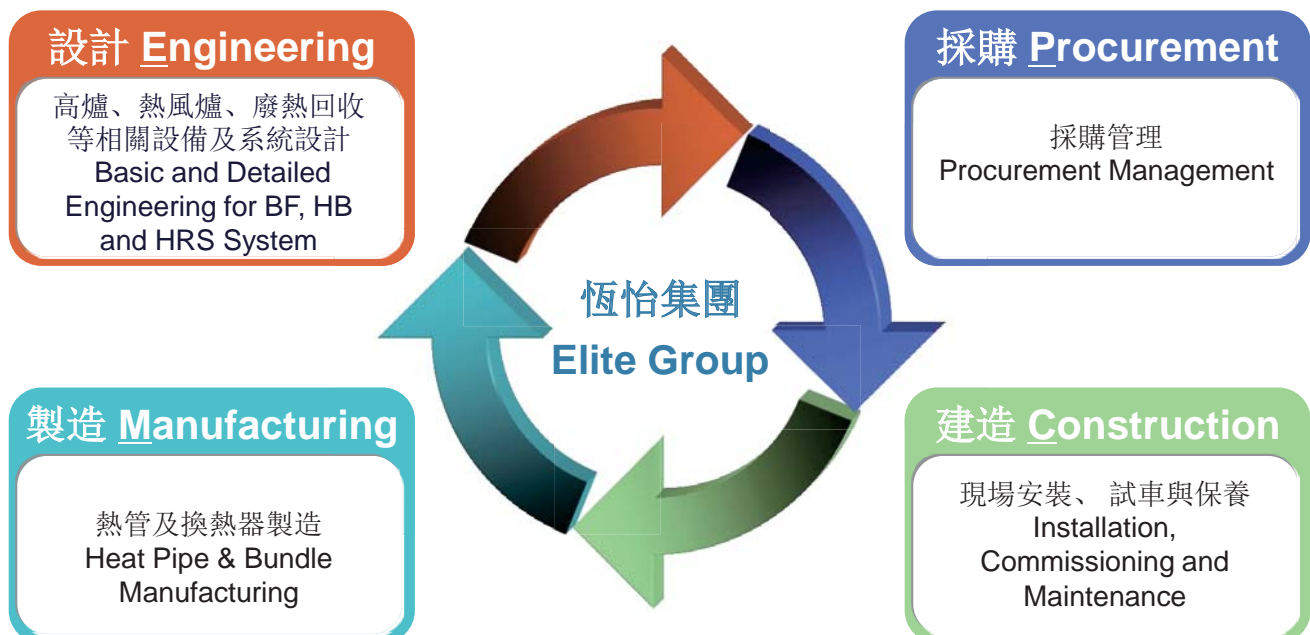 設計 Engineering
高爐、熱風爐、廢熱回收
等相關設備及系統設計
Basic and Detailed
Engineering for BF, HB
and HRS System
採購 Procurement
採購管理
Procurement Management
恆怡集團
Elite Group
製造 Manufacturing
熱管及換熱器製造
Heat Pipe & Bundle
Manufacturing
建造 Construction
現場安裝、 試車與保養
Installation,
Commissioning and
Maintenance